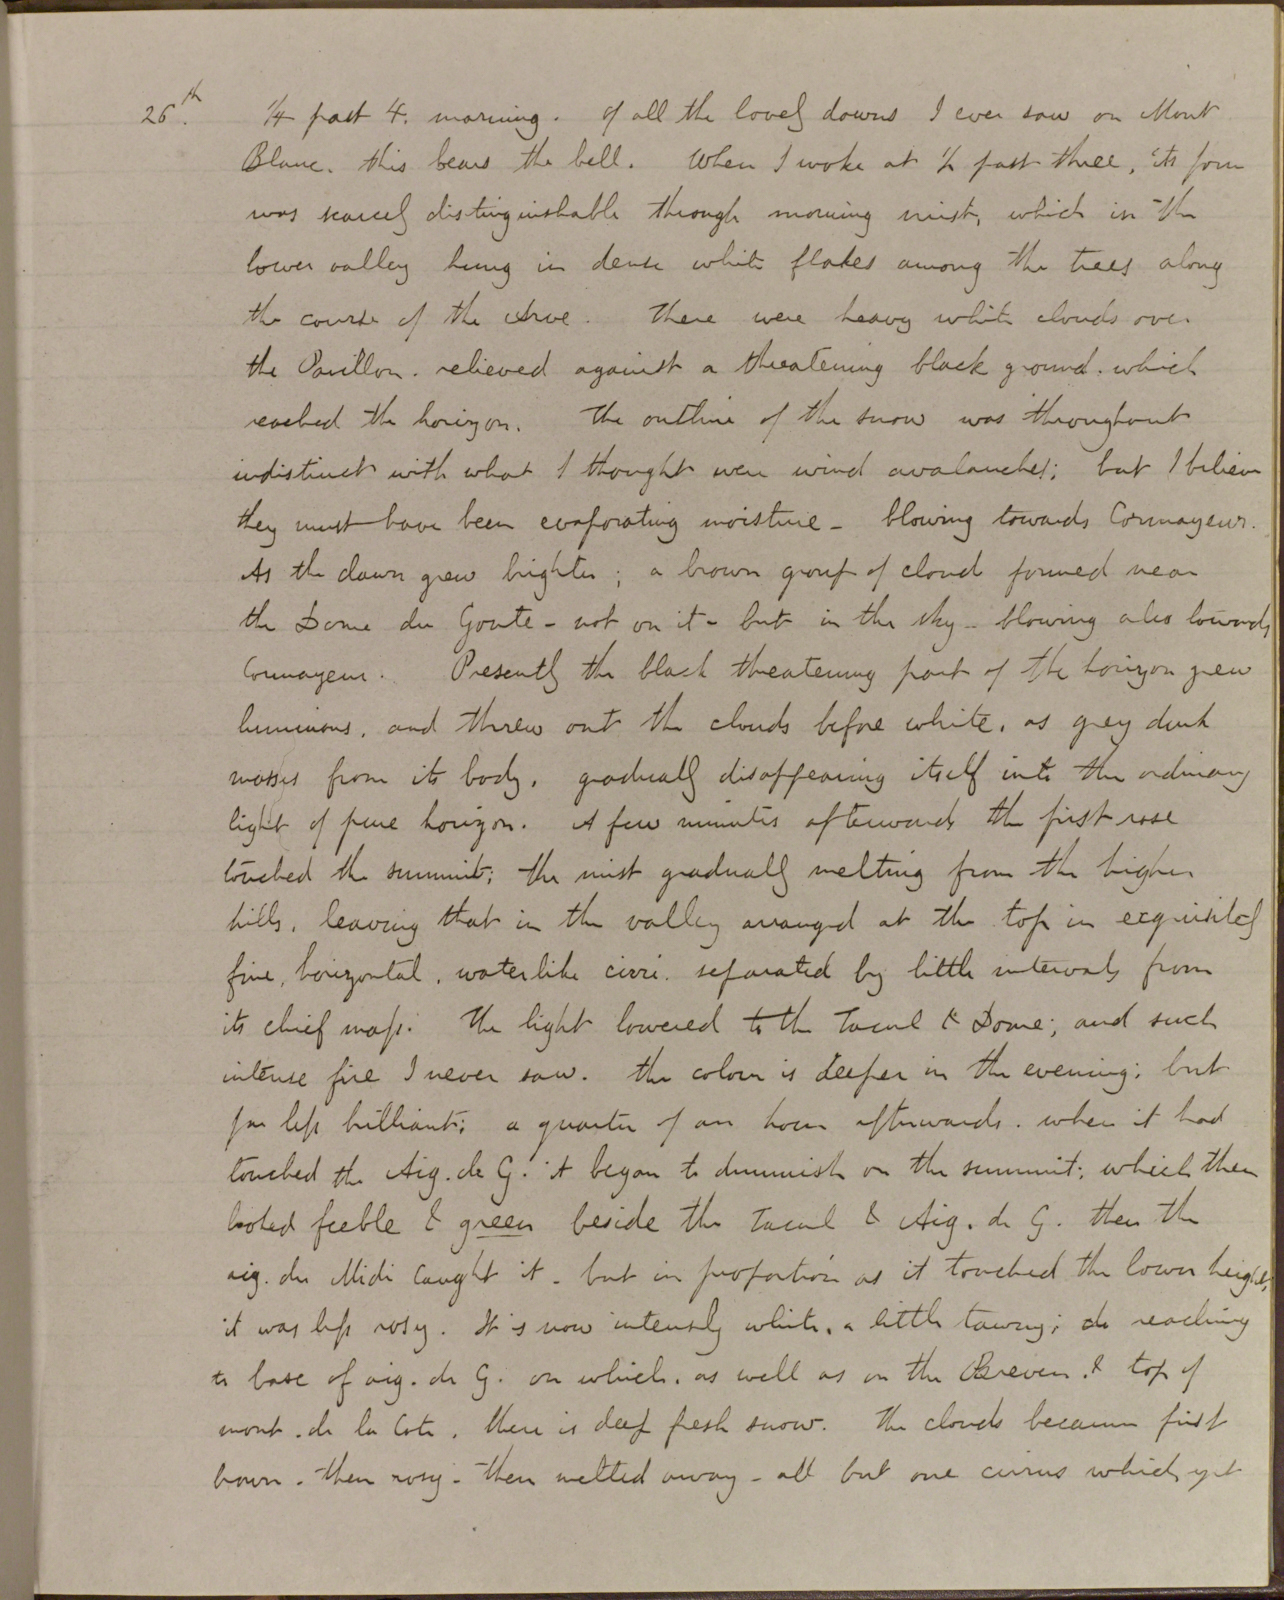 26th. ¼ past 4. morning. Of all the lovely dawns I ever saw on Mont
Blanc. this bears the bell. When I woke at ½ past three, its form
was scarcely distinguishable through morning mist, which in the
lower valley hung in dense white flakes among the trees along
the course of the Arve. There were heavy white clouds over
the Pavillon. relieved against a threatening black ground. which
reached the horizon. The outline of the snow was throughout
indistinct with what I thought were wind avalanches; but I believe
they must have been evaporating moisture - blowing towards Cormayeur.
As the dawn grew brighter; a brown group of cloud formed near
the Dome du Goute - not on it - but in the sky - blowing also towards
Cormayeur. Presently the black threatening part of the horizon grew
luminous, and threw out the clouds before white, as grey dark
masses from its body, gradually disappearing itself into the ordinary
light of pure horizon. A few minutes afterwards the first rose
touched the summit; the mist gradually melting from the higher
hills, leaving that in the valley arranged at the top in exquisitely
fine, horizontal, waterlike cirri. separated by little intervals from
its chief mass. The light lowered to the Tacul & Dome; and such
intense fire I never saw. The colour is deeper in the evening; but
far less brilliant; a quarter of an hour afterwards. when it had
touched the Aig. de G. it began to diminish on the summit; which then
looked feeble & green beside the Tacul & Aig. de G. then the
aig. du Midi caught it - but in proportion as it touched the lower heights,
it was less rosy. It is now intensely white, a little tawny; do reaching
to base of aig. de G. on which, as well as on the Breven & top of
mont. de la Cote, there is deep fresh snow. The clouds became first
brown - then rosy - then melted away - all but one cirrus which yet